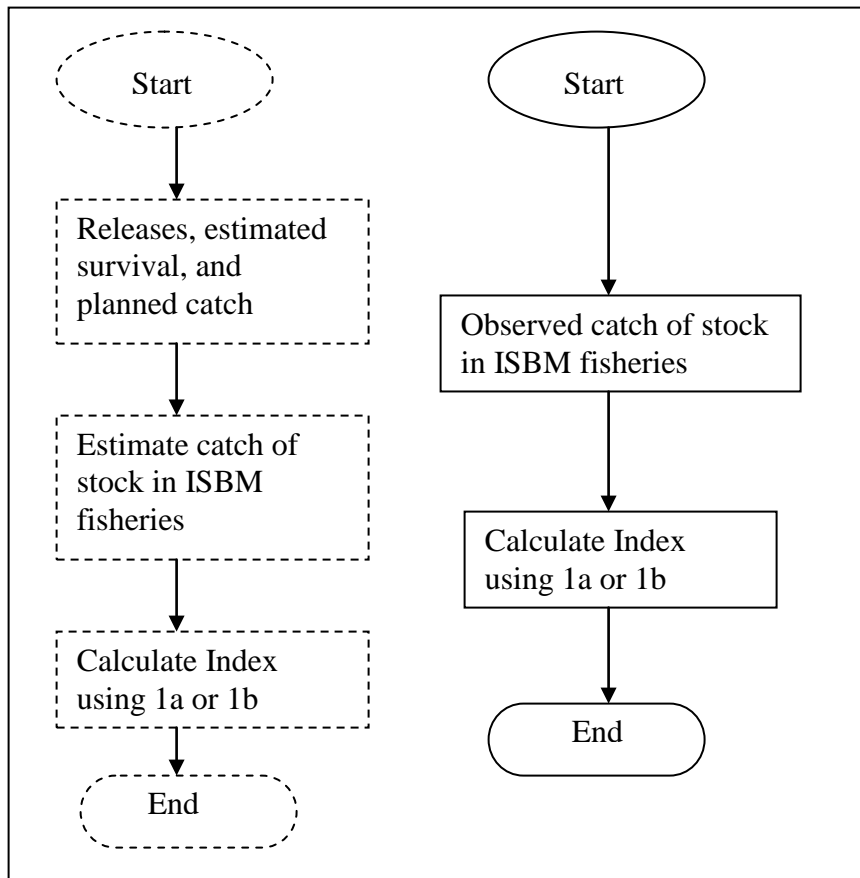 Start
Releases, estimated
survival, and
planned catch
Estimate catch of
stock in ISBM
fisheries
Calculate Index
using 1a or 1b
End
Start
Observed catch of stock
in ISBM fisheries
Calculate Index
using 1a or 1b
End